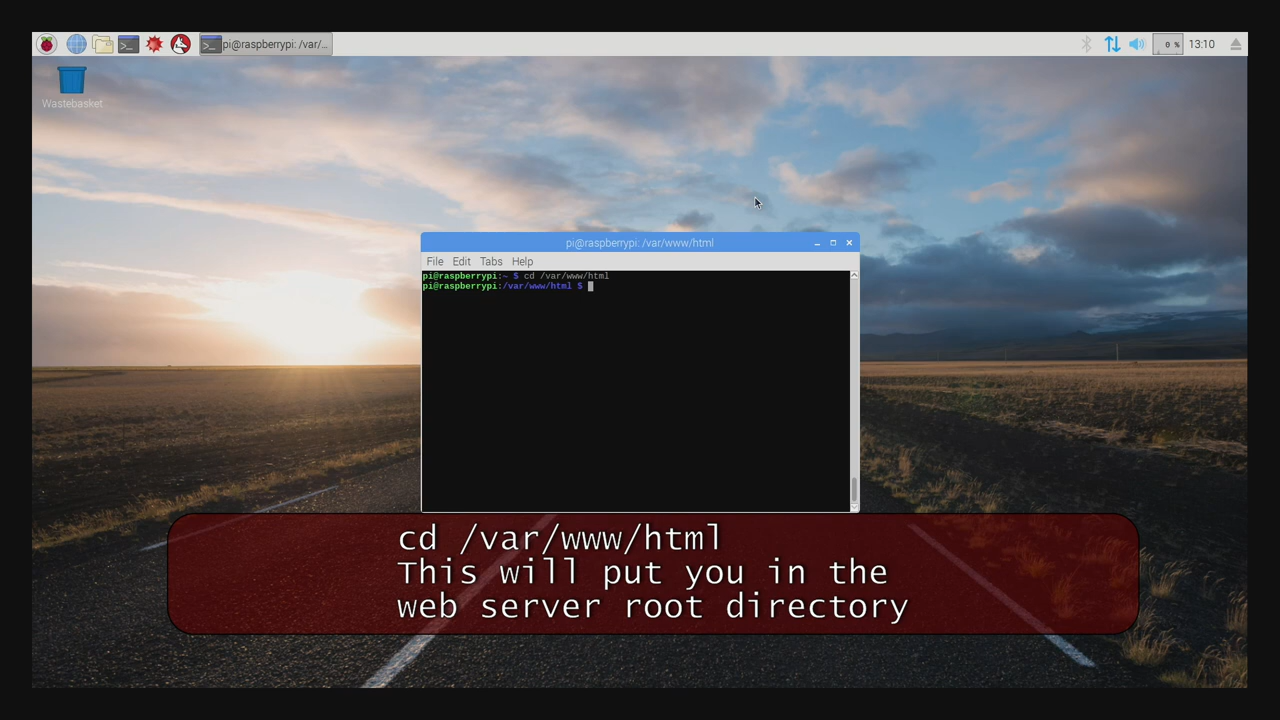 pi@raspberrypi: /var/...
0 %
13:10
Wastebasket
pi@raspberrypi: /var/www/html
File Edit Tabs Help
pi@raspberrypi:~ $ cd /var/www/html
pi@raspberrypi:/var/www/html $
cd /var/www/html
This will put you in the
web server root directory